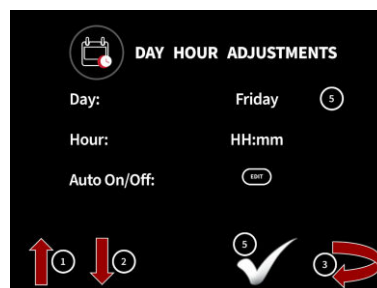 DAY HOUR ADJUSTMENTS
Day: Friday 5
Hour: HH:mm
Auto On/Off: EDIT
1 2 5 3